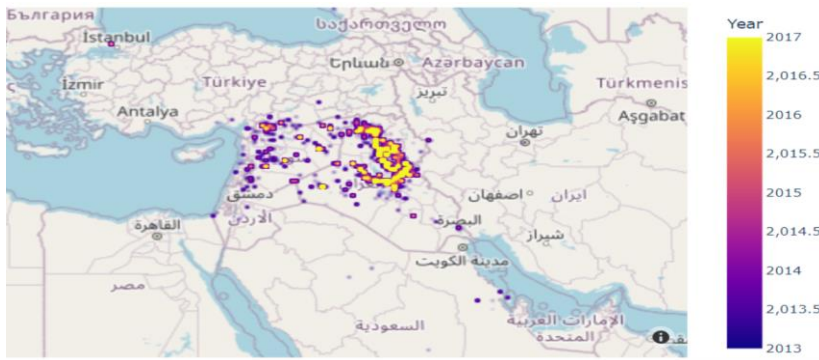 България
İstanbul
საქართველო
Երևան
Azərbaycan
İzmir
Türkiye
Türkmenis
Antalya
تبریز
Aşgabat
تهران
دمشق
الأردن
اصفهان
ایران
القاهرة
البصرة
شیراز
مدينة الكويت
مصر
السعودية
الإمارات العربية
المتحدة
Year
2017
2,016.5
2016
2,015.5
2015
2,014.5
2014
2,013.5
2013